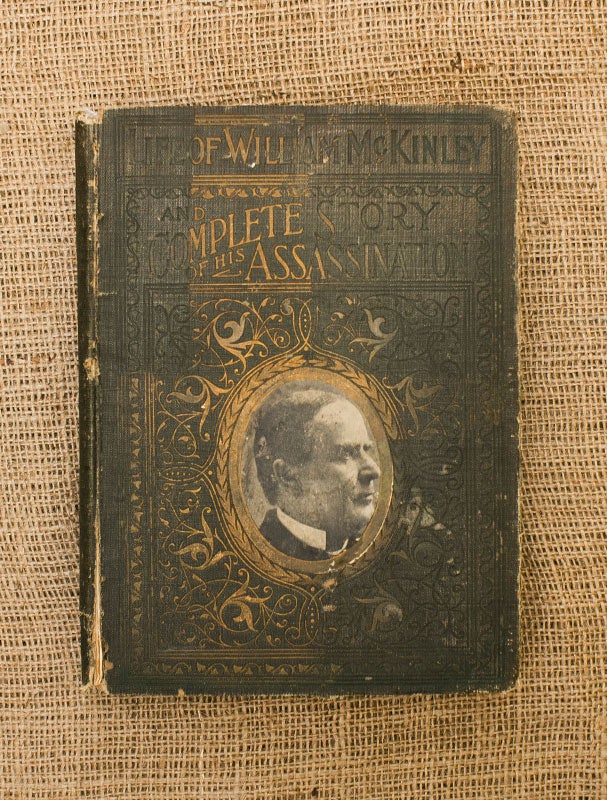 LIFE OF WILLIAM McKINLEY
AND
COMPLETE STORY
OF HIS ASSASSINATION